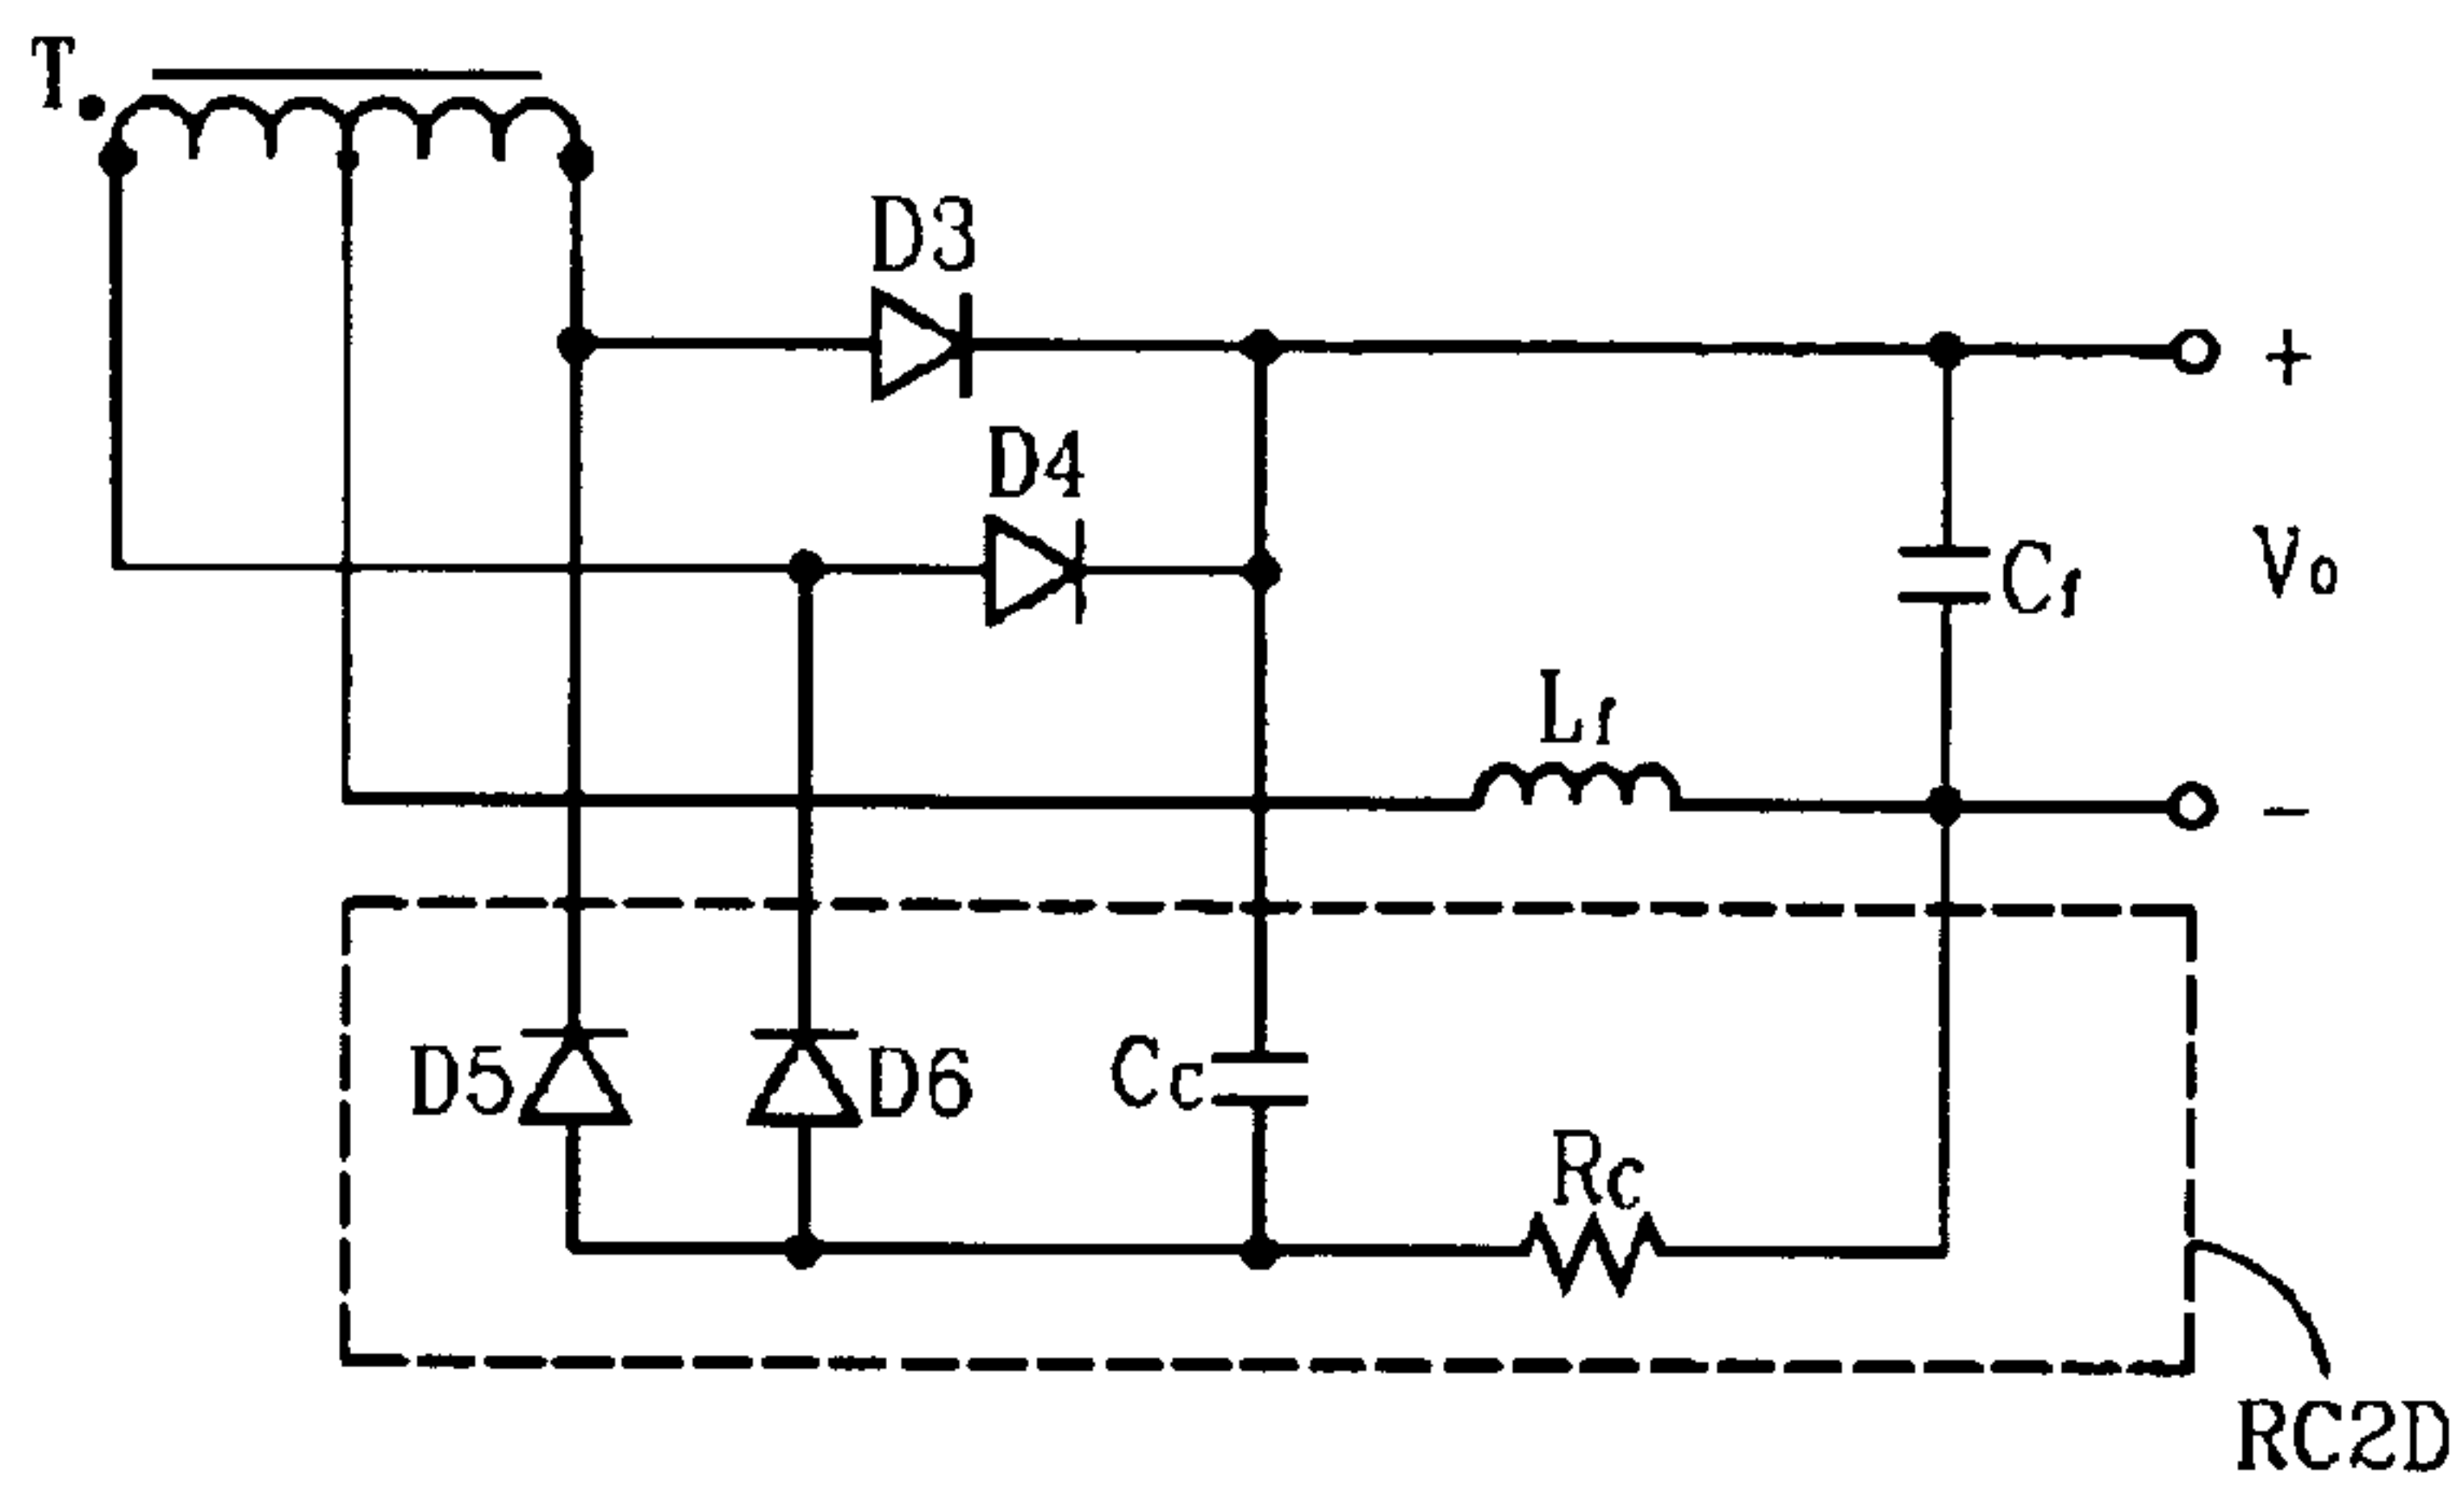 T.
D3
+
D4
Cf
Vo
Lf
−
D5
D6
Cc
Rc
RC2D